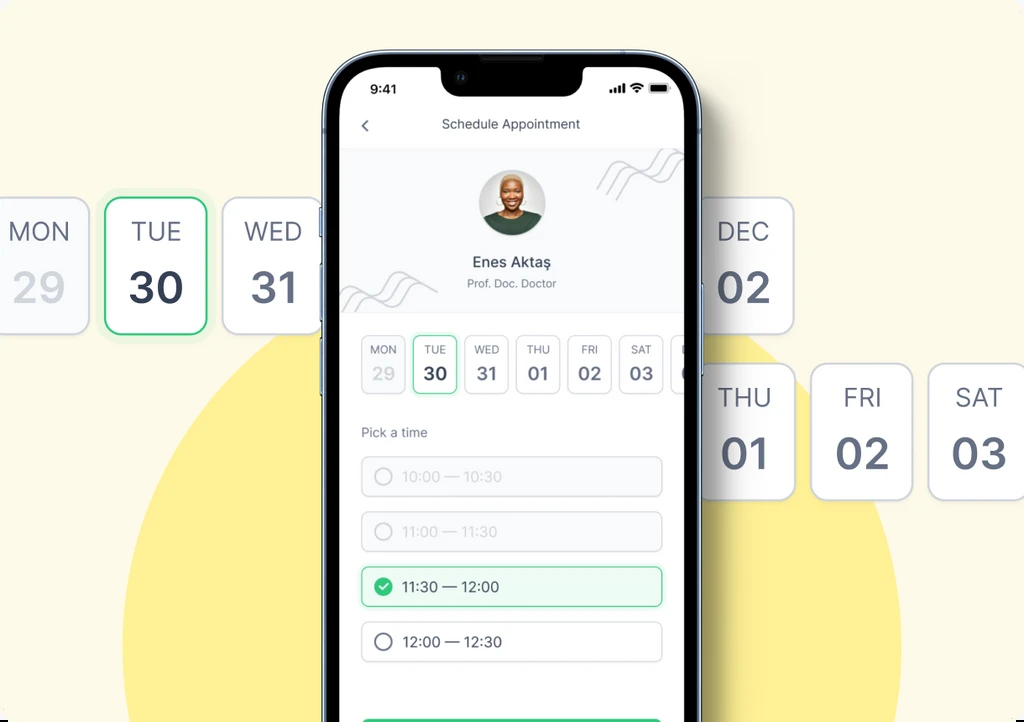 9:41
Schedule Appointment
Enes Aktaş
Prof. Doc. Doctor
MON TUE WED THU FRI SAT
29 30 31 01 02 03
Pick a time
10:00 — 10:30
11:00 — 11:30
11:30 — 12:00
12:00 — 12:30
MON TUE WED DEC
29 30 31 02
THU FRI SAT
01 02 03